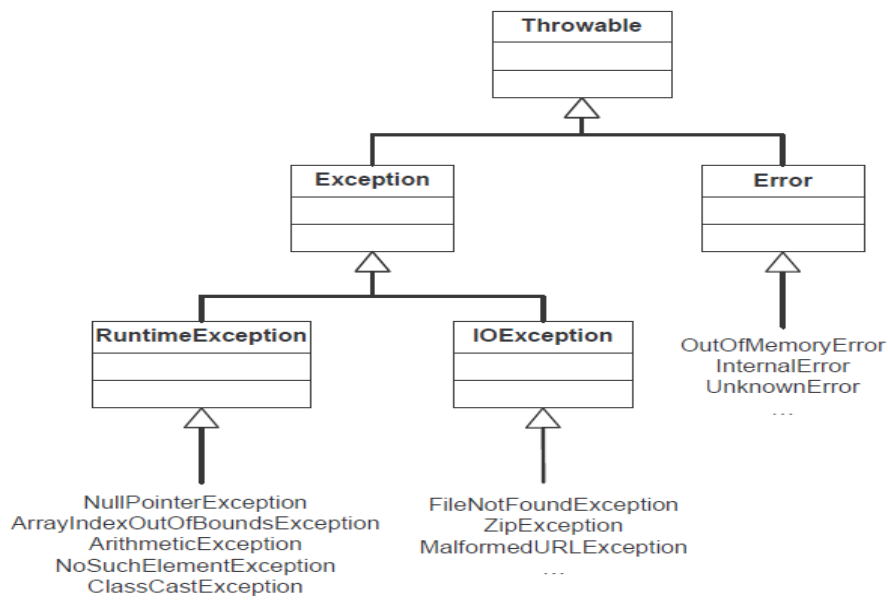 Throwable
Exception
Error
RuntimeException
IOException
OutOfMemoryError
InternalError
UnknownError
...
NullPointerException
ArrayIndexOutOfBoundsException
ArithmeticException
NoSuchElementException
ClassCastException
FileNotFoundException
ZipException
MalformedURLException
...